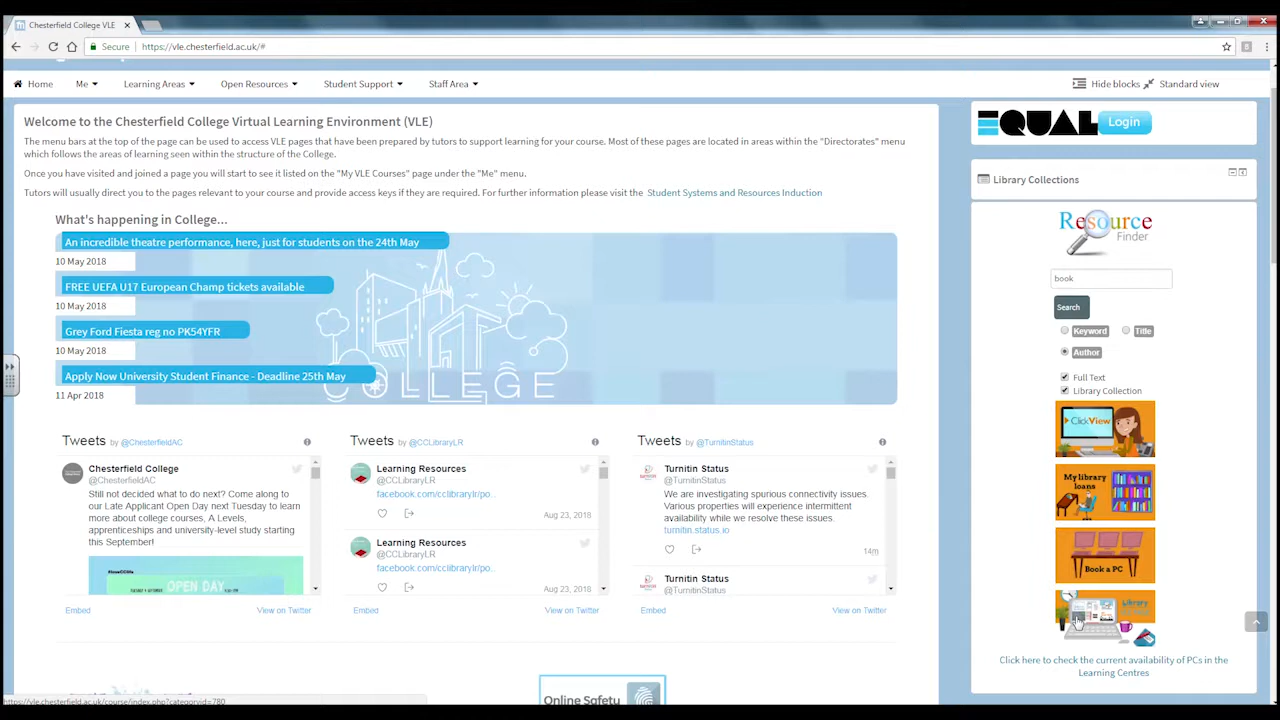 Chesterfield College VLE
Secure
https://vle.chesterfield.ac.uk/#
Home
Me
Learning Areas
Open Resources
Student Support
Staff Area
Hide blocks
Standard view
Welcome to the Chesterfield College Virtual Learning Environment (VLE)
The menu bars at the top of the page can be used to access VLE pages that have been prepared by tutors to support learning for your course. Most of these pages are located in areas within the "Directorates" menu
which follows the areas of learning seen within the structure of the College.
Once you have visited and joined a page you will start to see it listed on the "My VLE Courses" page under the "Me" menu.
Tutors will usually direct you to the pages relevant to your course and provide access keys if they are required. For further information please visit the Student Systems and Resources Induction
What's happening in College...
An incredible theatre performance, here, just for students on the 24th May
10 May 2018
FREE UEFA U17 European Champ tickets available
10 May 2018
Grey Ford Fiesta reg no PK54YFR
10 May 2018
Apply Now University Student Finance - Deadline 25th May
11 Apr 2018
COLLEGE
Tweets by @ChesterfieldAC
Chesterfield College
@ChesterfieldAC
Still not decided what to do next? Come along to
our Late Applicant Open Day next Tuesday to learn
more about college courses, A Levels,
apprenticeships and university-level study starting
this September!
OPEN DAY
Embed
View on Twitter
Tweets by @CCLibraryLR
Learning Resources
@CCLibraryLR
facebook.com/cclibrarylr/po...
Aug 23, 2018
Learning Resources
@CCLibraryLR
facebook.com/cclibrarylr/po...
Aug 23, 2018
Embed
View on Twitter
Tweets by @TurnitinStatus
Turnitin Status
@TurnitinStatus
We are investigating spurious connectivity issues.
Various properties will experience intermittent
availability while we resolve these issues.
turnitin.status.io
14m
Turnitin Status
@TurnitinStatus
Embed
View on Twitter
Online Safety
EQUAL
Login
Library Collections
Resource
Finder
book
Search
Keyword
Title
Author
Full Text
Library Collection
ClickView
My library
loans
Book a PC
Library
Click here to check the current availability of PCs in the
Learning Centres
https://vle.chesterfield.ac.uk/course/index.php?categoryid=780